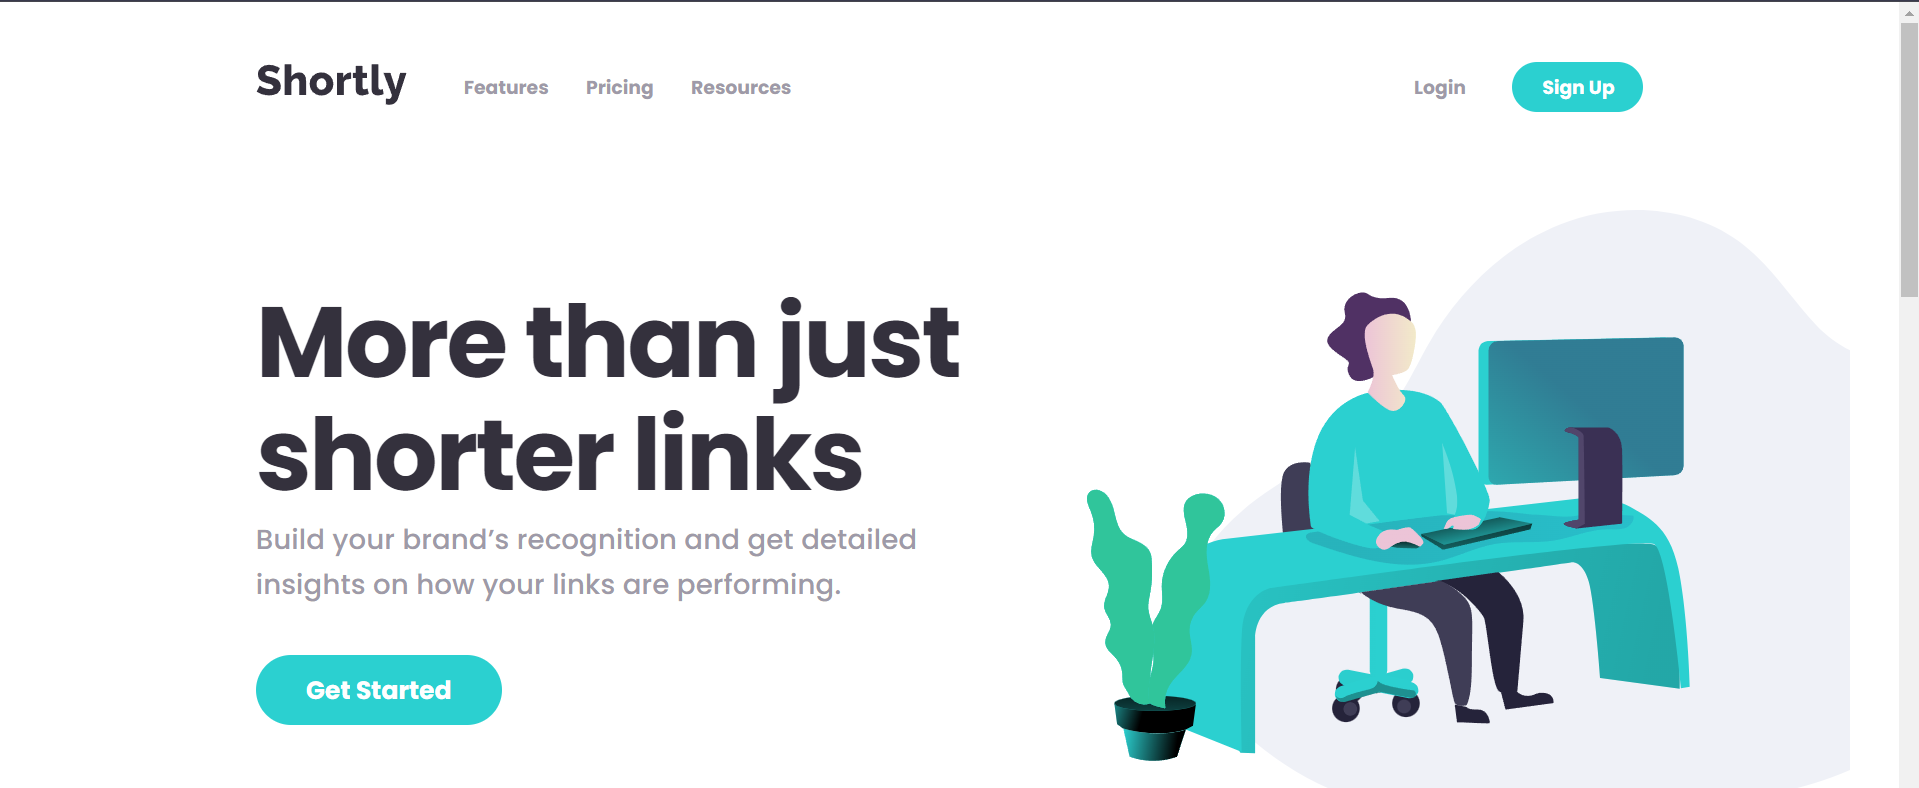 Shortly
Features
Pricing
Resources
Login
Sign Up
More than just
shorter links
Build your brand’s recognition and get detailed
insights on how your links are performing.
Get Started